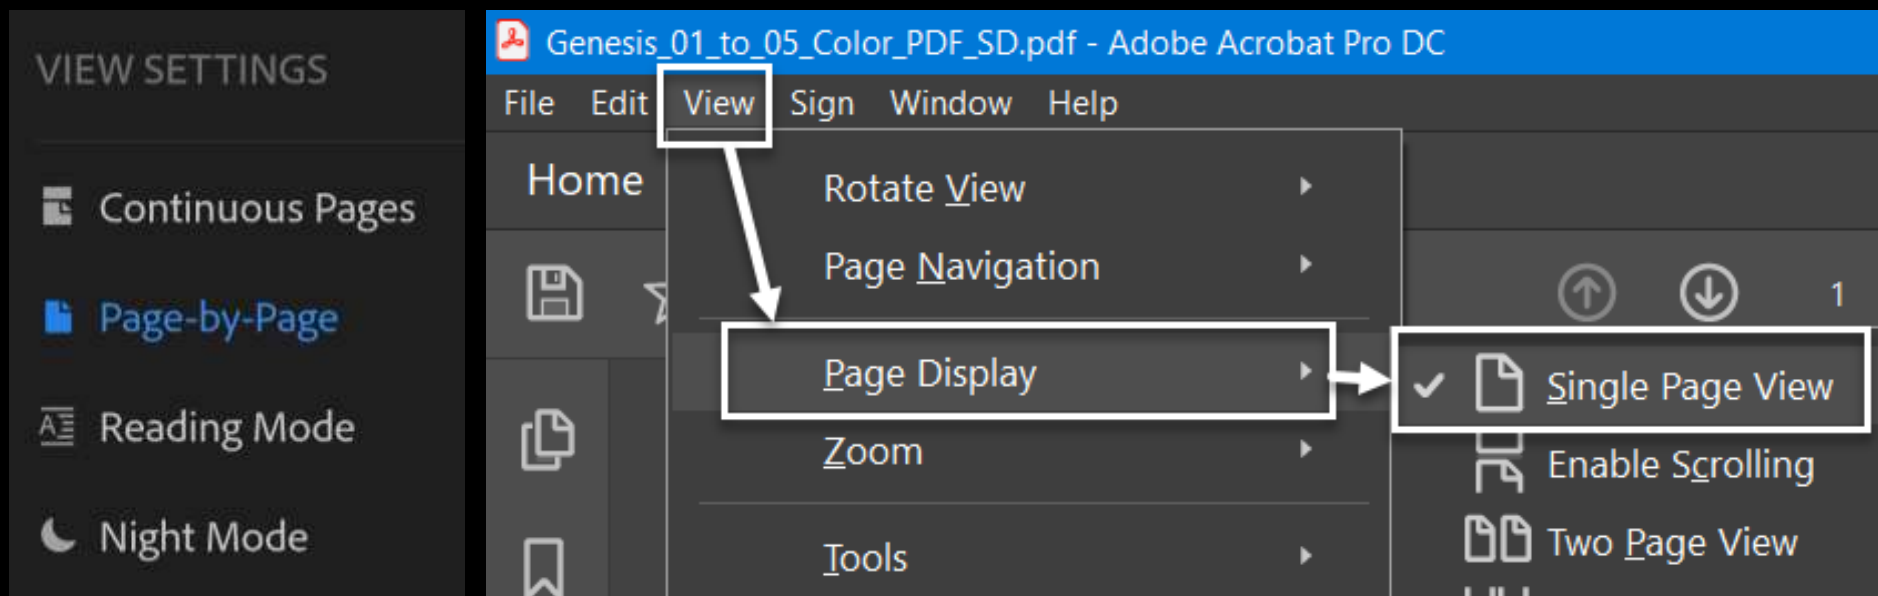 VIEW SETTINGS
Continuous Pages
Page-by-Page
Reading Mode
Night Mode
Genesis_01_to_05_Color_PDF_SD.pdf - Adobe Acrobat Pro DC
File Edit View Sign Window Help
Home
Rotate View
Page Navigation
1
Page Display
Single Page View
Zoom
Enable Scrolling
Two Page View
Tools